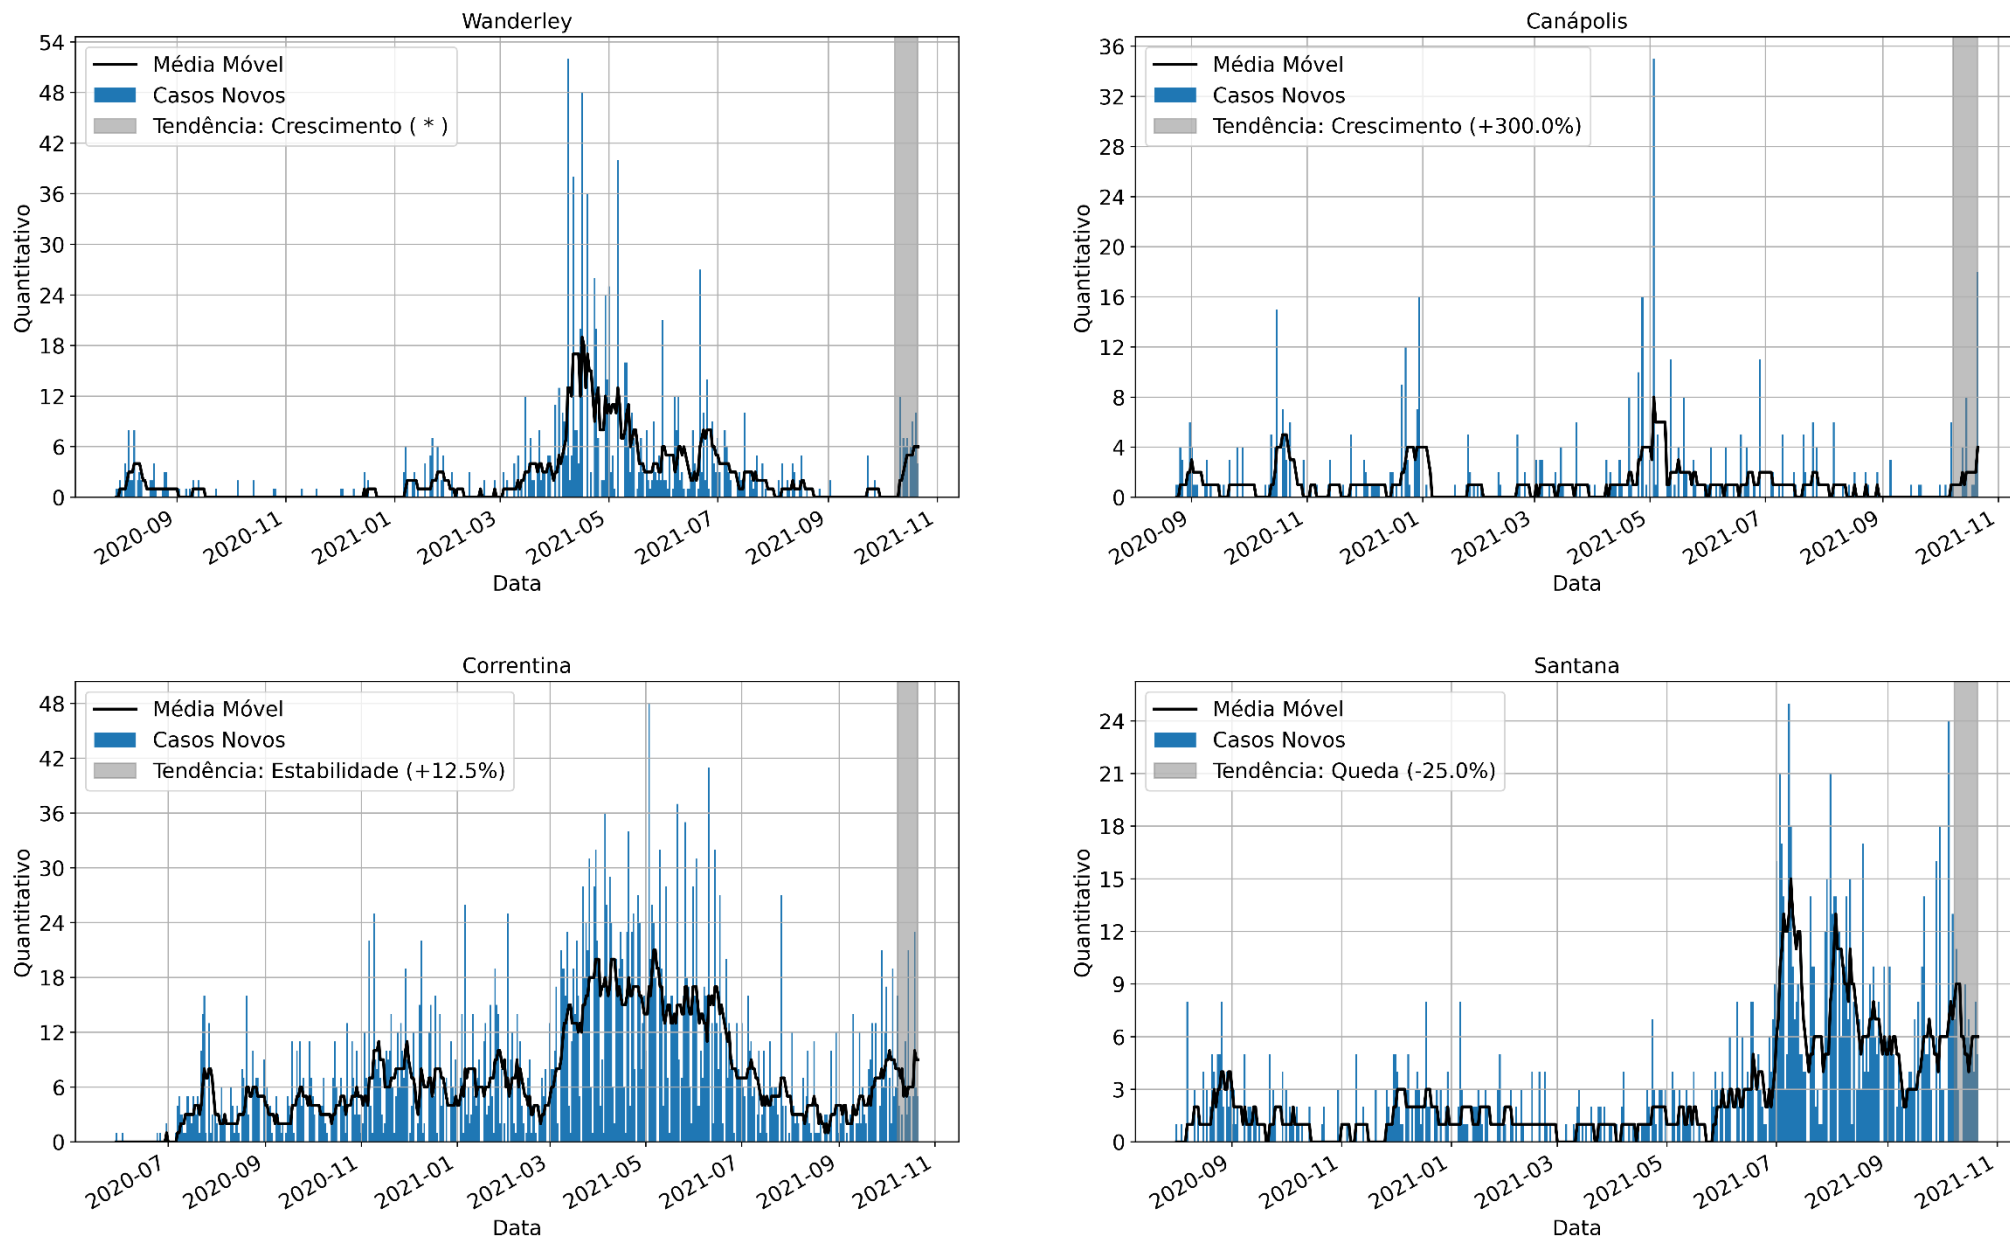 Wanderley
54
48
42
36
30
24
18
12
6
0
Quantitativo
Média Móvel
Casos Novos
Tendência: Crescimento ( * )
2020-09
2020-11
2021-01
2021-03
2021-05
2021-07
2021-09
2021-11
Data
Canápolis
36
32
28
24
20
16
12
8
4
0
Quantitativo
Média Móvel
Casos Novos
Tendência: Crescimento (+300.0%)
2020-09
2020-11
2021-01
2021-03
2021-05
2021-07
2021-09
2021-11
Data
Correntina
48
42
36
30
24
18
12
6
0
Quantitativo
Média Móvel
Casos Novos
Tendência: Estabilidade (+12.5%)
2020-07
2020-09
2020-11
2021-01
2021-03
2021-05
2021-07
2021-09
2021-11
Data
Santana
24
21
18
15
12
9
6
3
0
Quantitativo
Média Móvel
Casos Novos
Tendência: Queda (-25.0%)
2020-09
2020-11
2021-01
2021-03
2021-05
2021-07
2021-09
2021-11
Data